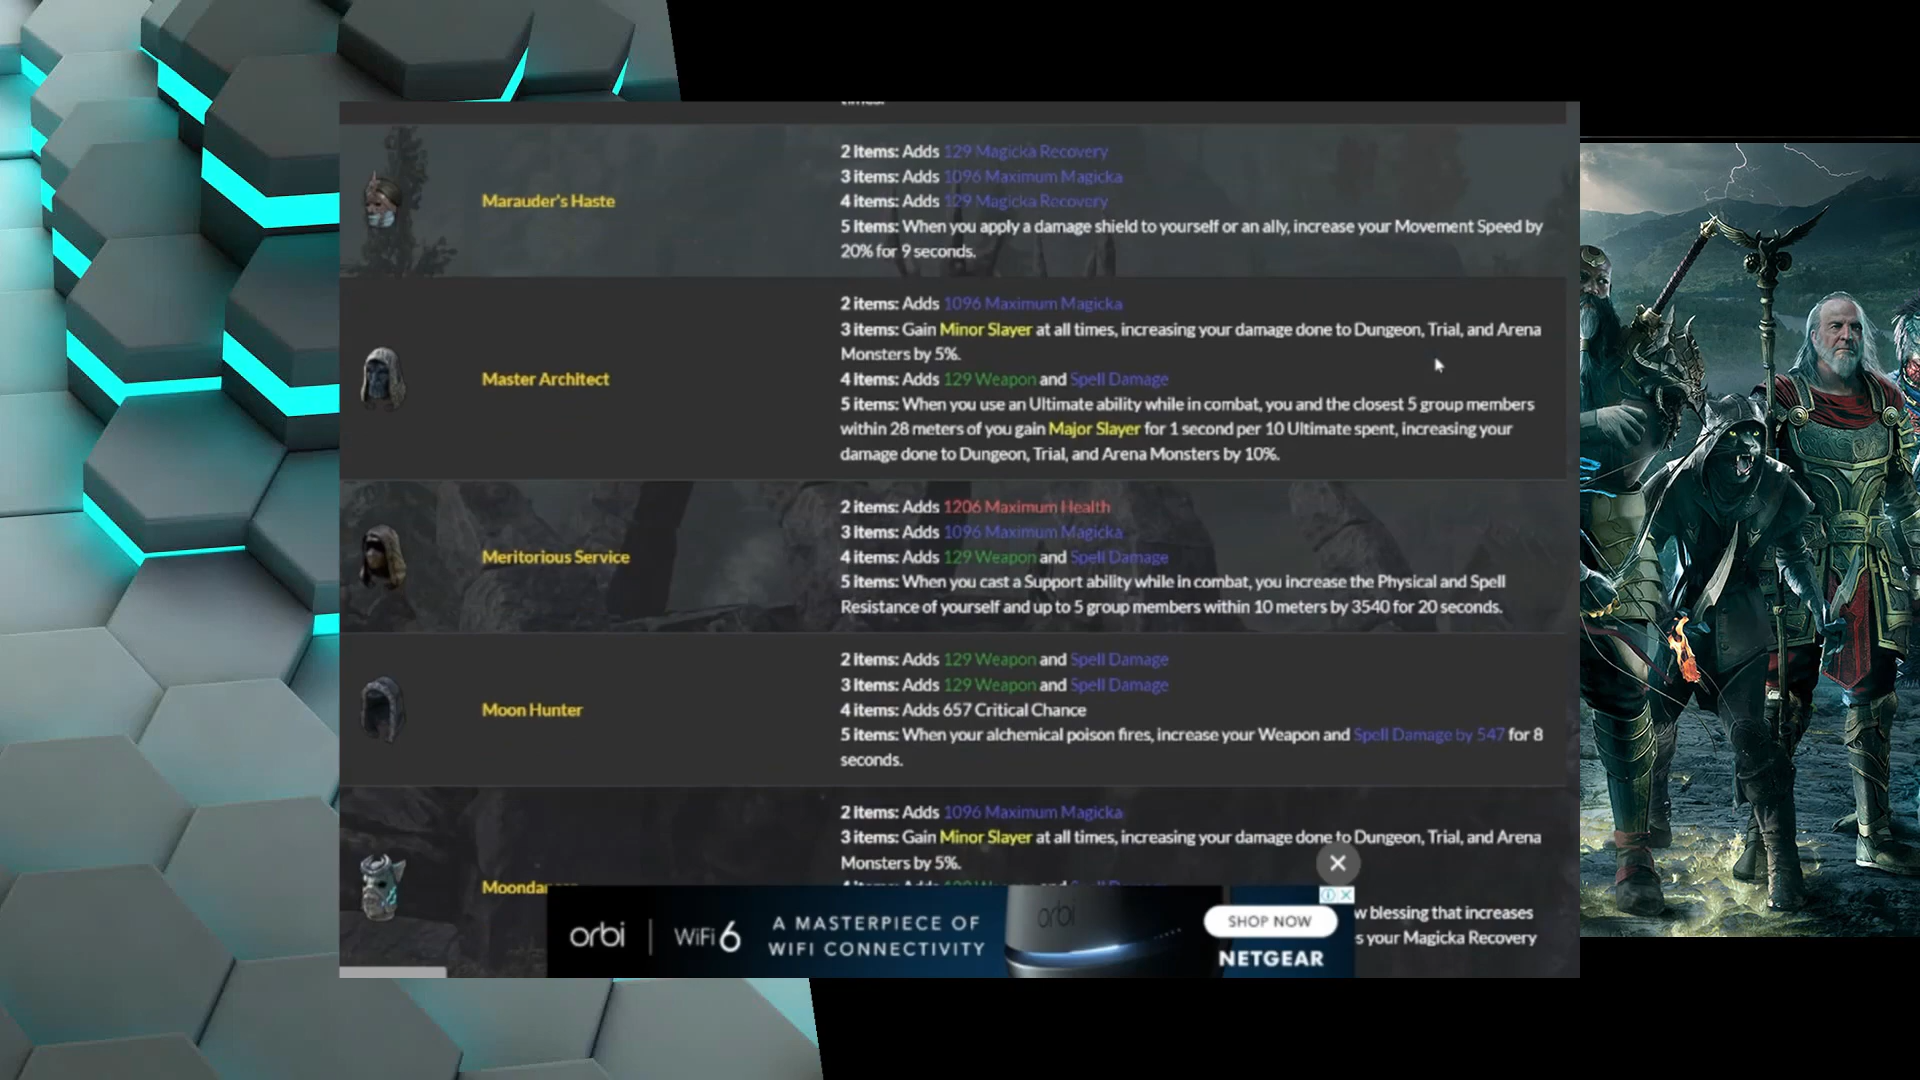 times.
Marauder's Haste
2 items: Adds 129 Magicka Recovery
3 items: Adds 1096 Maximum Magicka
4 items: Adds 129 Magicka Recovery
5 items: When you apply a damage shield to yourself or an ally, increase your Movement Speed by
20% for 9 seconds.
Master Architect
2 items: Adds 1096 Maximum Magicka
3 items: Gain Minor Slayer at all times, increasing your damage done to Dungeon, Trial, and Arena
Monsters by 5%.
4 items: Adds 129 Weapon and Spell Damage
5 items: When you use an Ultimate ability while in combat, you and the closest 5 group members
within 28 meters of you gain Major Slayer for 1 second per 10 Ultimate spent, increasing your
damage done to Dungeon, Trial, and Arena Monsters by 10%.
Meritorious Service
2 items: Adds 1206 Maximum Health
3 items: Adds 1096 Maximum Magicka
4 items: Adds 129 Weapon and Spell Damage
5 items: When you cast a Support ability while in combat, you increase the Physical and Spell
Resistance of yourself and up to 5 group members within 10 meters by 3540 for 20 seconds.
Moon Hunter
2 items: Adds 129 Weapon and Spell Damage
3 items: Adds 129 Weapon and Spell Damage
4 items: Adds 657 Critical Chance
5 items: When your alchemical poison fires, increase your Weapon and Spell Damage by 547 for 8
seconds.
2 items: Adds 1096 Maximum Magicka
3 items: Gain Minor Slayer at all times, increasing your damage done to Dungeon, Trial, and Arena
Monsters by 5%.
w blessing that increases
s your Magicka Recovery
orbi
WiFi 6
A MASTERPIECE OF
WIFI CONNECTIVITY
orbi
SHOP NOW
NETGEAR